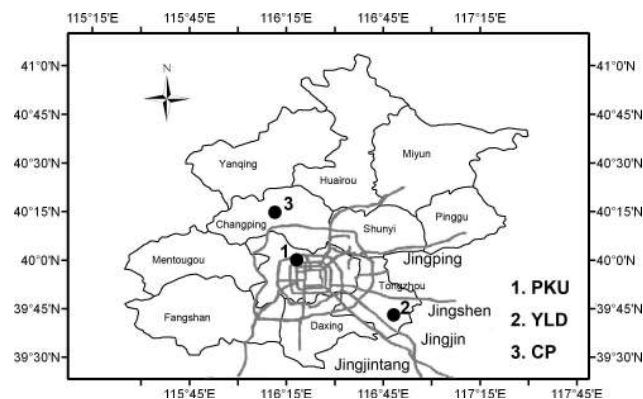 115°15'E 116°15'E 116°45'E 117°15'E
41°0'N 41°0'N
N
40°45'N 40°45'N
Yanqing Miyun
40°30'N 40°30'N
Huairou
3
40°15'N 40°15'N
Changping Shunyi Pinggu
1
Mentougou Jingping
40°0'N 40°0'N
Tongzhou 1. PKU
39°45'N 39°45'N
Fangshan 2 Jingshen
Daxing 2. YLD
Jingjin
39°30'N 39°30'N
Jingjintang 3. CP
115°45'E 116°15'E 116°45'E 117°15'E 117°45'E